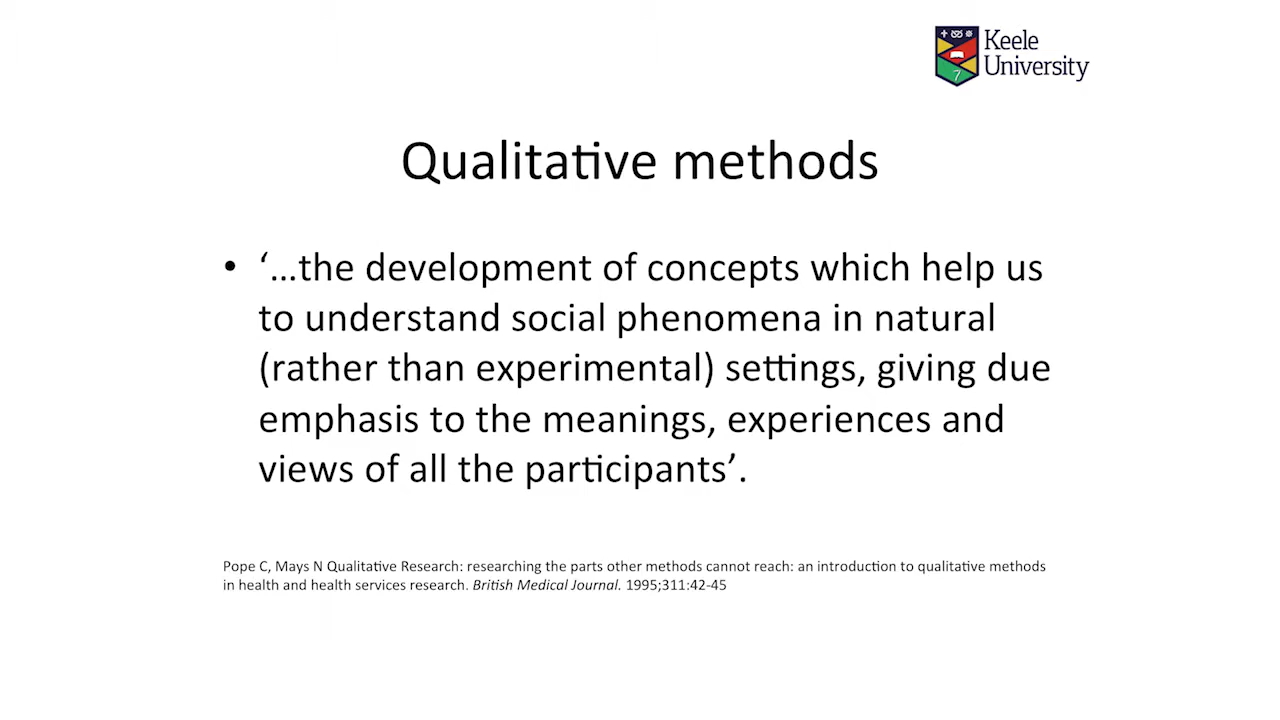 Keele
University
Qualitative methods
• ‘…the development of concepts which help us
to understand social phenomena in natural
(rather than experimental) settings, giving due
emphasis to the meanings, experiences and
views of all the participants’.
Pope C, Mays N Qualitative Research: researching the parts other methods cannot reach: an introduction to qualitative methods
in health and health services research. British Medical Journal. 1995;311:42-45